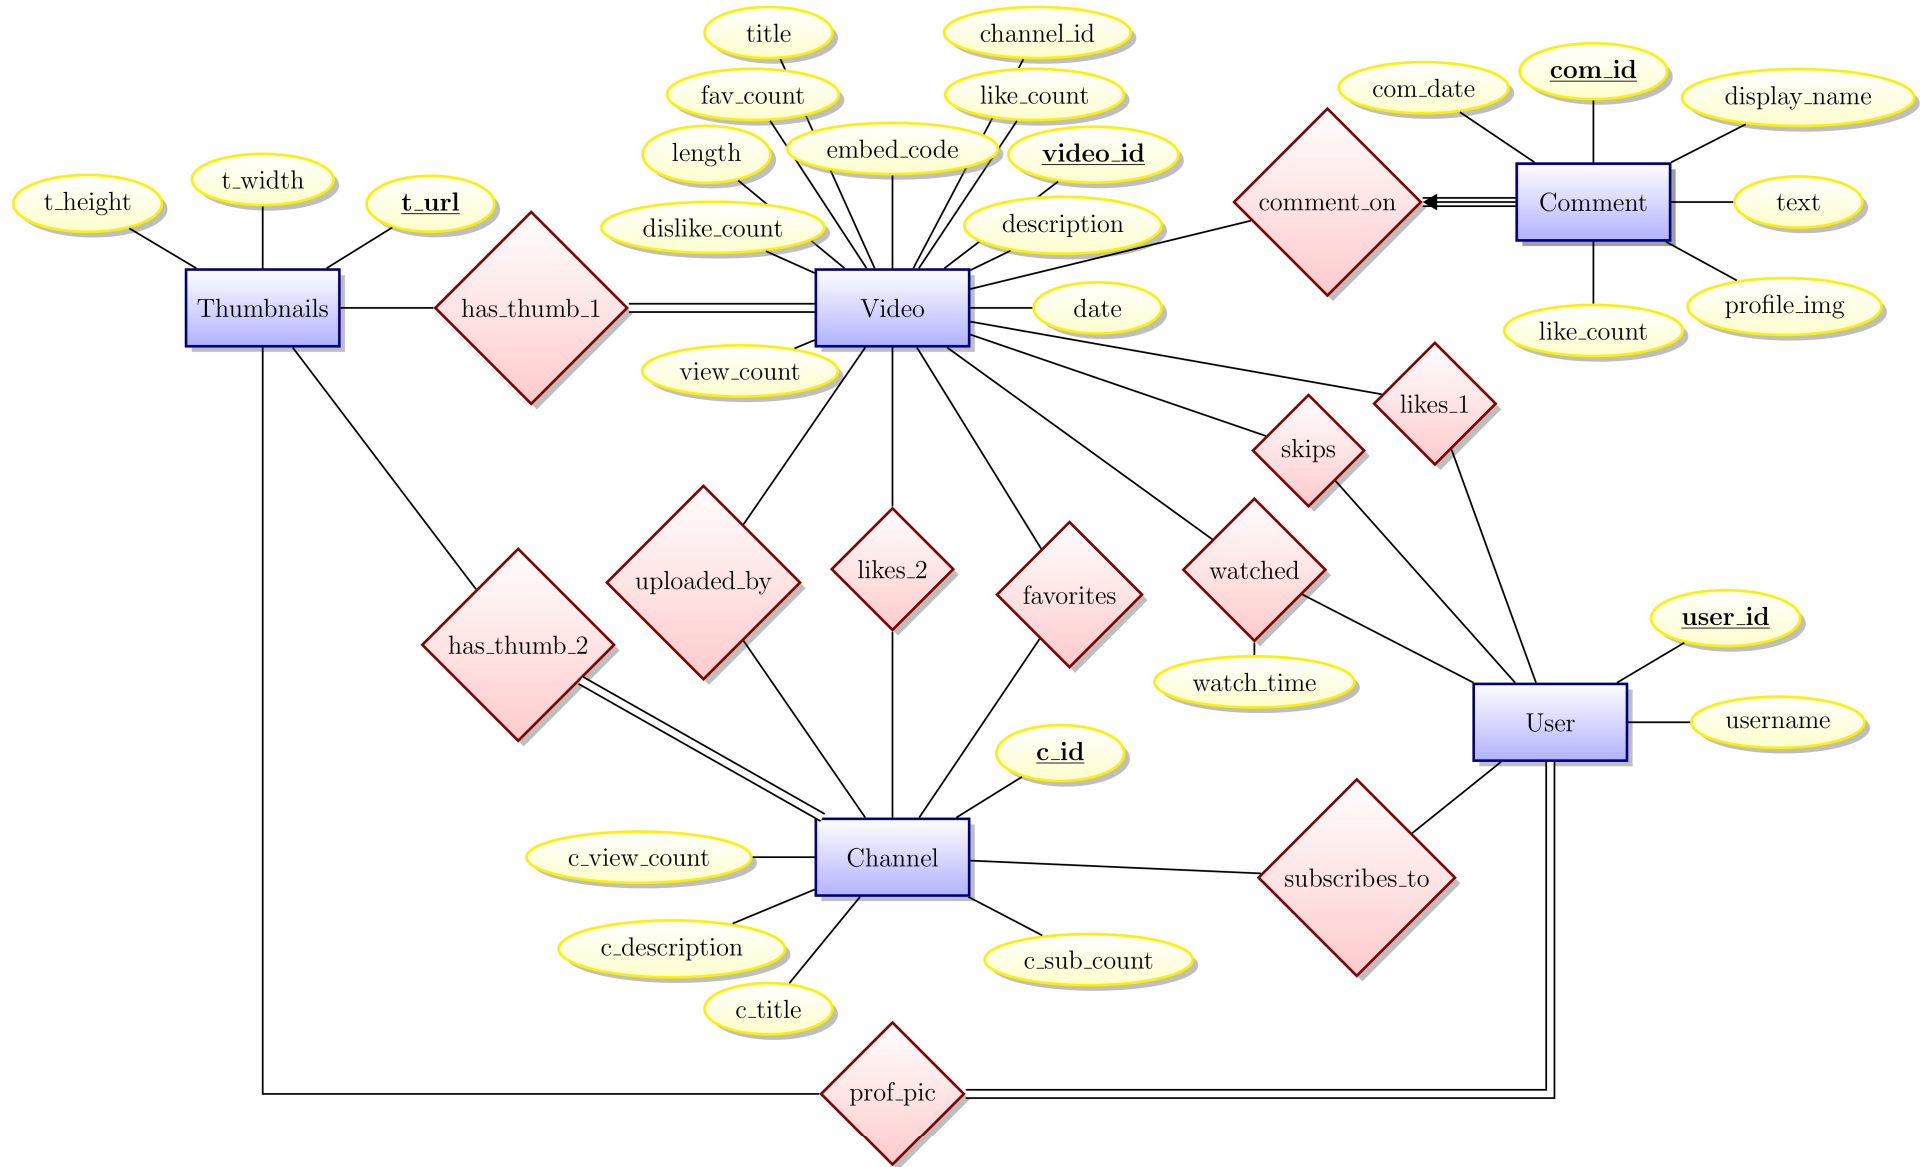 title
channel_id
com_id
com_date
fav_count
like_count
display_name
length
embed_code
video_id
t_height
t_width
t_url
comment_on
Comment
text
dislike_count
description
Thumbnails
has_thumb_1
Video
date
profile_img
like_count
view_count
likes_1
skips
uploaded_by
likes_2
favorites
watched
has_thumb_2
user_id
watch_time
User
username
c_id
c_view_count
Channel
subscribes_to
c_description
c_sub_count
c_title
prof_pic